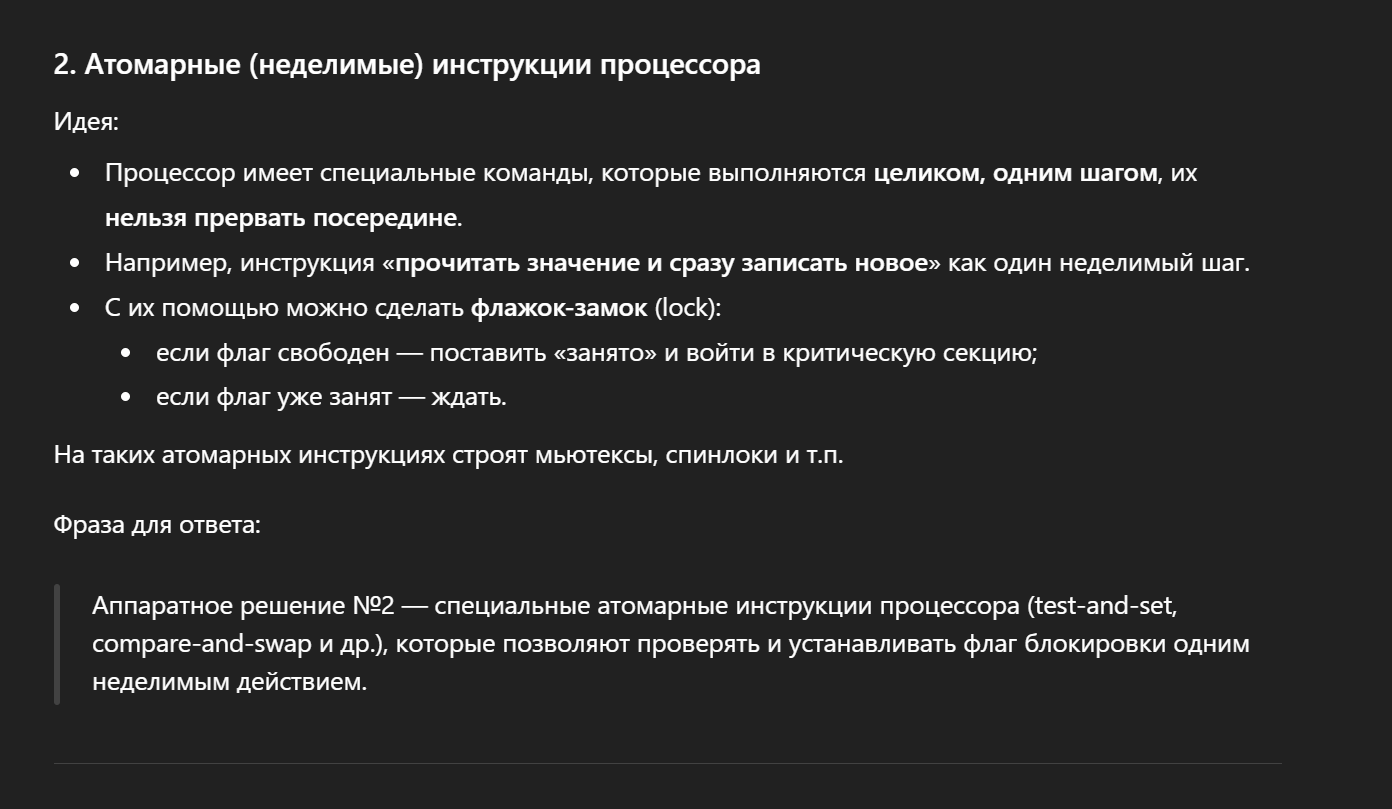 2. Атомарные (неделимые) инструкции процессора
Идея:
• Процессор имеет специальные команды, которые выполняются целиком, одним шагом, их
нельзя прервать посередине.
• Например, инструкция «прочитать значение и сразу записать новое» как один неделимый шаг.
• С их помощью можно сделать флажок-замок (lock):
• если флаг свободен — поставить «занято» и войти в критическую секцию;
• если флаг уже занят — ждать.
На таких атомарных инструкциях строят мьютексы, спинлоки и т.п.
Фраза для ответа:
Аппаратное решение №2 — специальные атомарные инструкции процессора (test-and-set,
compare-and-swap и др.), которые позволяют проверять и устанавливать флаг блокировки одним
неделимым действием.